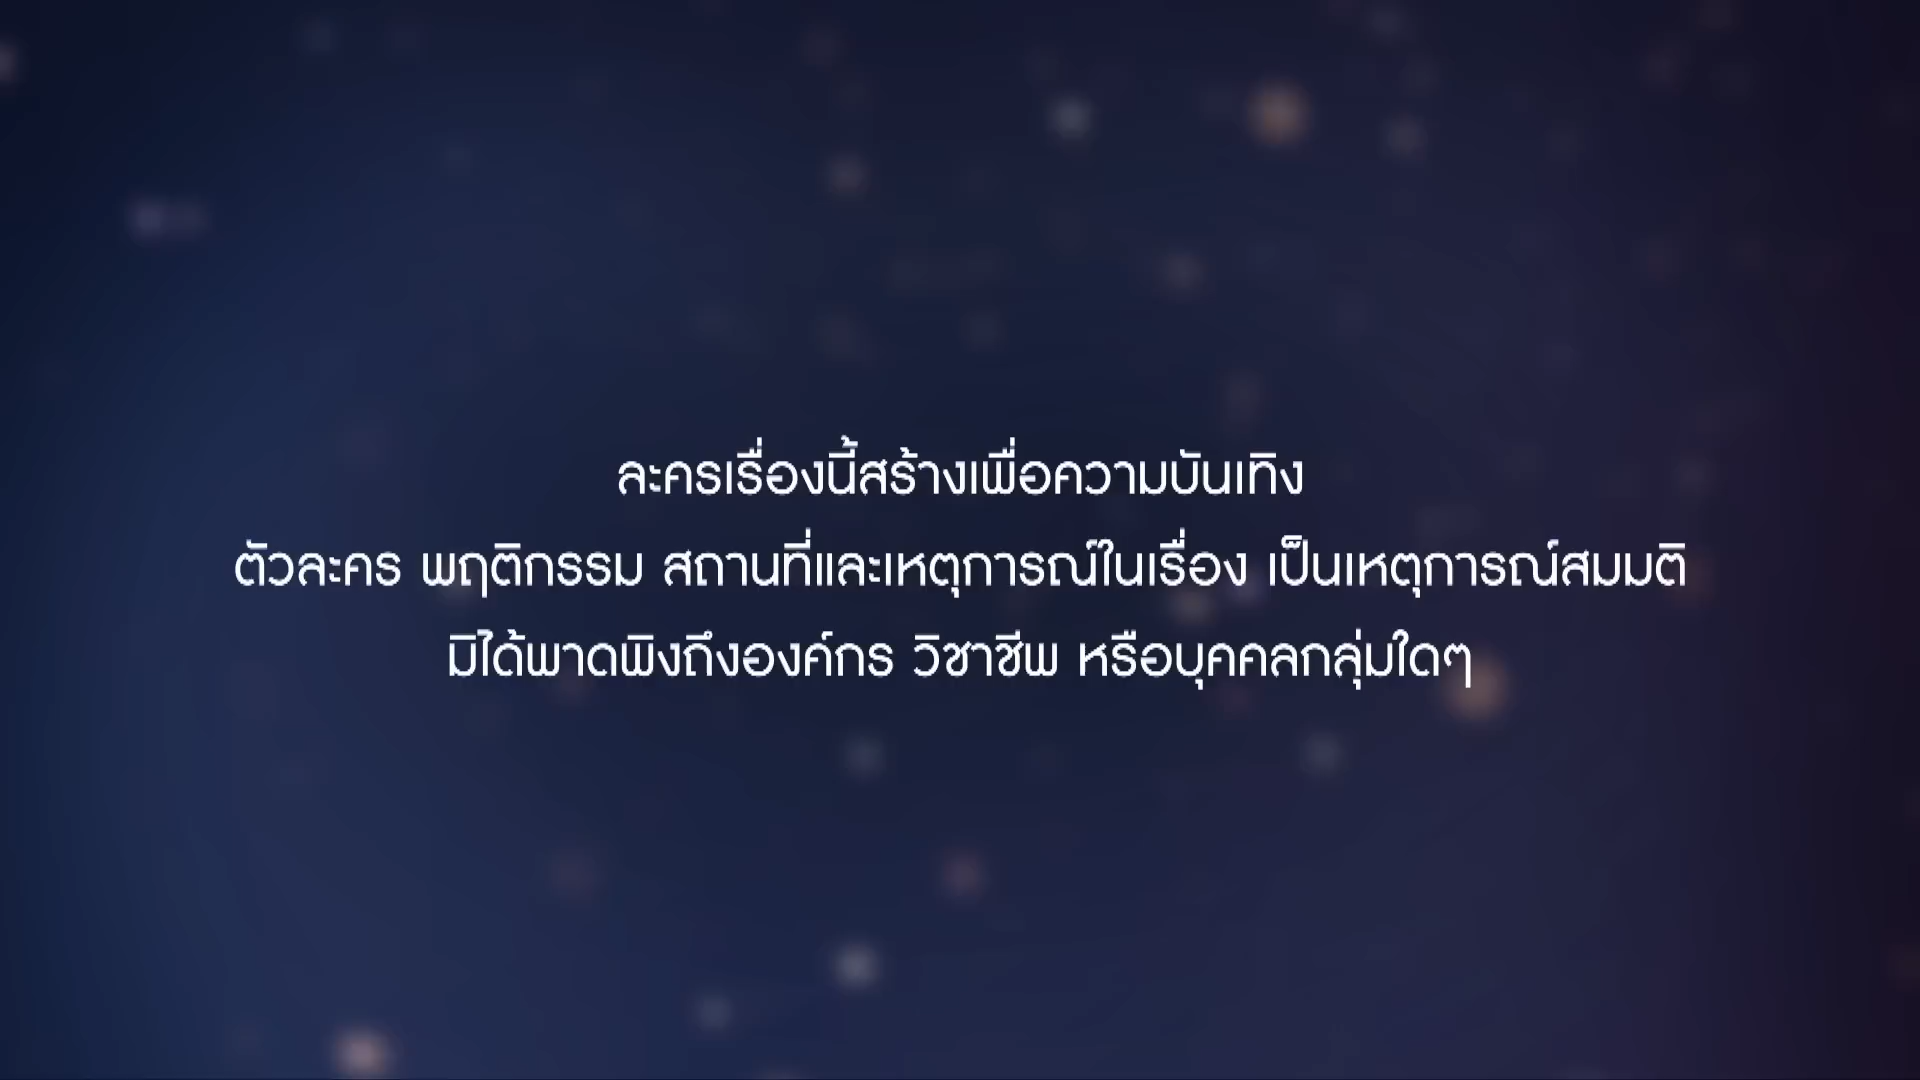 ละครเรื่องนี้สร้างเพื่อความบันเทิง
ตัวละคร พฤติกรรม สถานที่และเหตุการณ์ในเรื่อง เป็นเหตุการณ์สมมติ
มิได้พาดพิงถึงองค์กร วิชาชีพ หรือบุคคลกลุ่มใดๆ